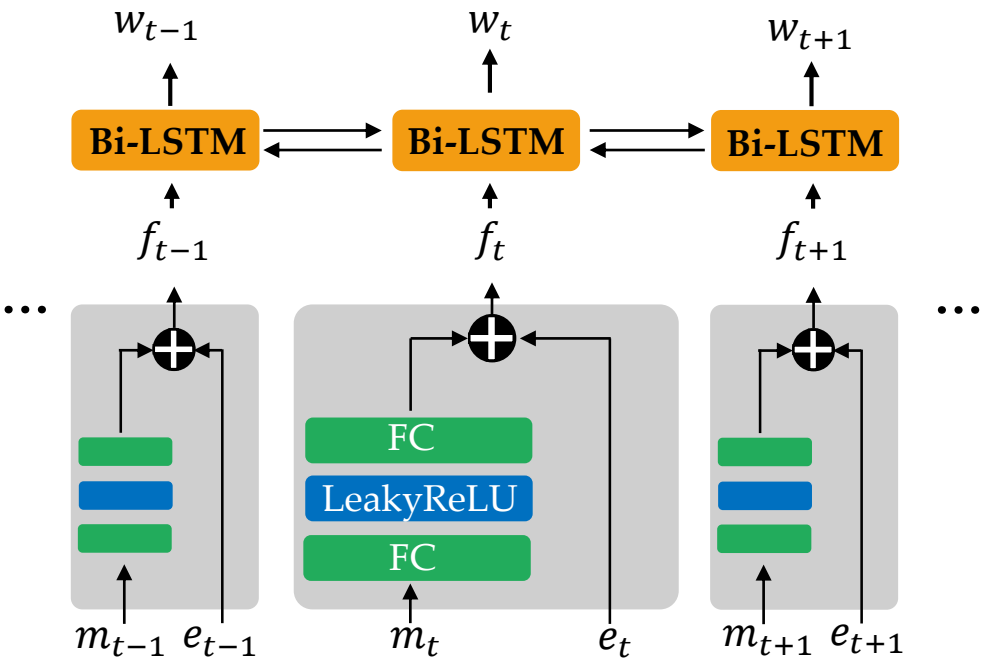 w_{t−1} w_t w_{t+1}
Bi-LSTM Bi-LSTM Bi-LSTM
f_{t−1} f_t f_{t+1}
... ...
FC
LeakyReLU
FC
m_{t−1} e_{t−1} m_t e_t m_{t+1} e_{t+1}